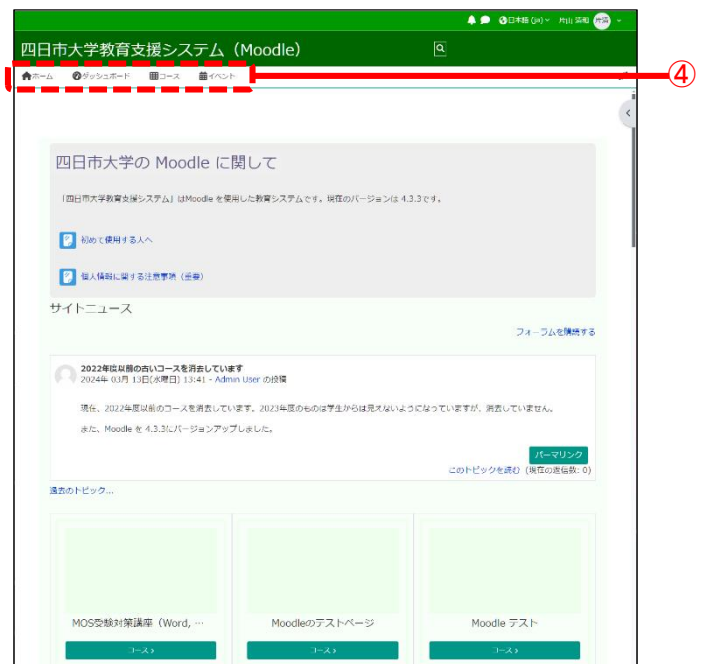 日本語 (ja)
四日市大学教育支援システム（Moodle）
ホーム ダッシュボード コース イベント
④
四日市大学の Moodle に関して
「四日市大学教育支援システム」はMoodle を使用した教育システムです。現在のバージョンは 4.3.3です。
初めて使用する人へ
個人情報に関する注意事項（重要）
サイトニュース
フォーラムを購読する
2022年度以前の古いコースを消去しています
2024年 03月 13日(水曜日) 13:41 - Admin User の投稿
現在、2022年度以前のコースを消去しています。2023年度のものは学生からは見えないようになっていますが、消去していません。
また、Moodle を 4.3.3にバージョンアップしました。
パーマリンク
このトピックを読む (現在の返信数: 0)
過去のトピック...
MOS受験対策講座（Word, … Moodleのテストページ Moodle テスト
コース› コース› コース›